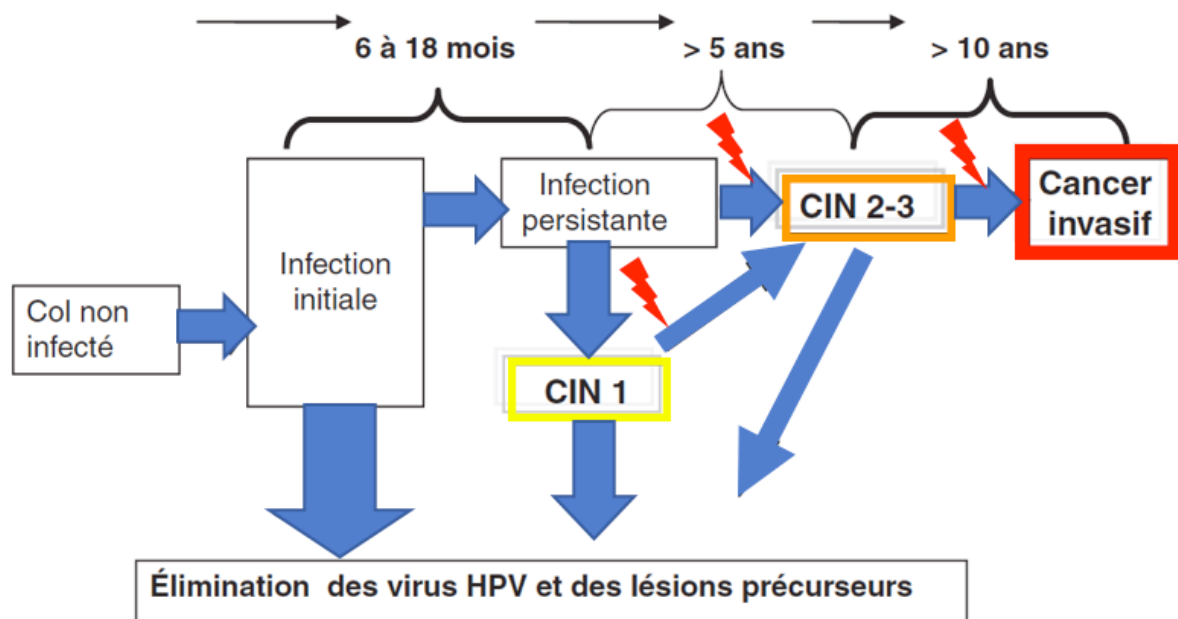 6 à 18 mois
> 5 ans
> 10 ans
Infection
persistante
CIN 2-3
Cancer
invasif
Infection
initiale
Col non
infecté
CIN 1
Élimination des virus HPV et des lésions précurseurs